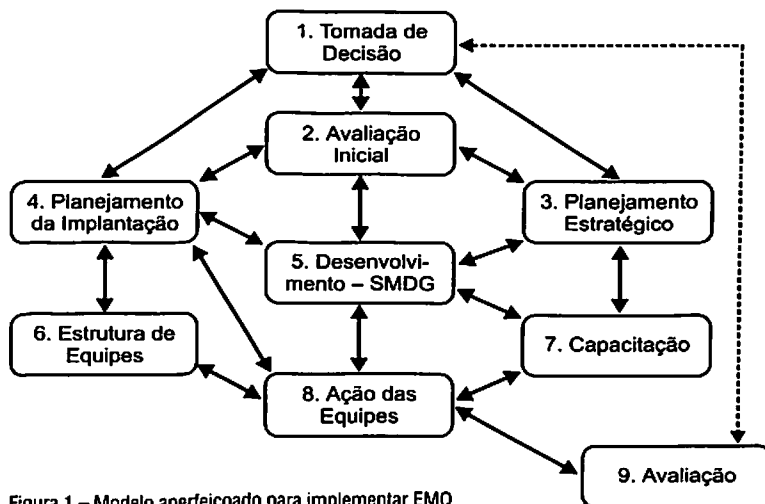 1. Tomada de
Decisão
2. Avaliação
Inicial
4. Planejamento
da Implantação
3. Planejamento
Estratégico
5. Desenvolvi-
mento – SMDG
6. Estrutura de
Equipes
7. Capacitação
8. Ação das
Equipes
9. Avaliação
Figura 1 – Modelo aperfeiçoado para implementar EMQ